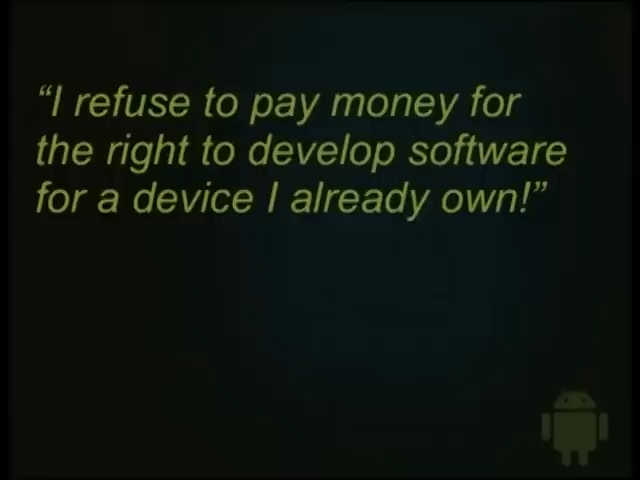 “I refuse to pay money for
the right to develop software
for a device I already own!”